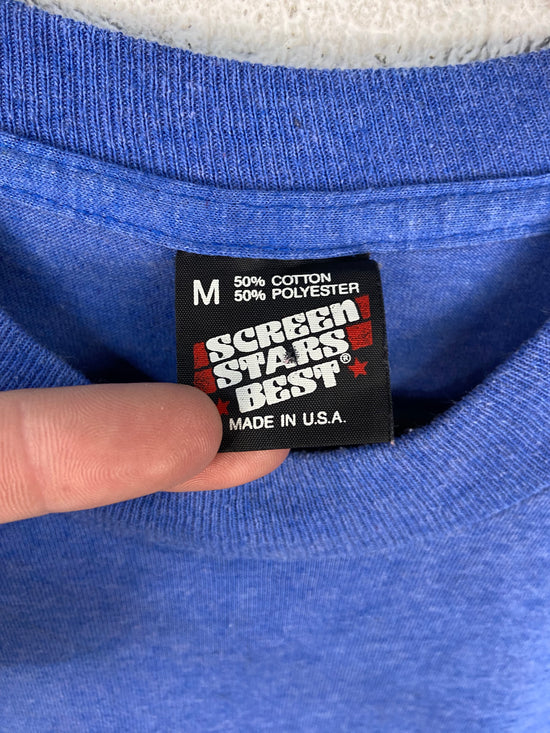 M
50% COTTON
50% POLYESTER
SCREEN
STARS
BEST®
MADE IN U.S.A.